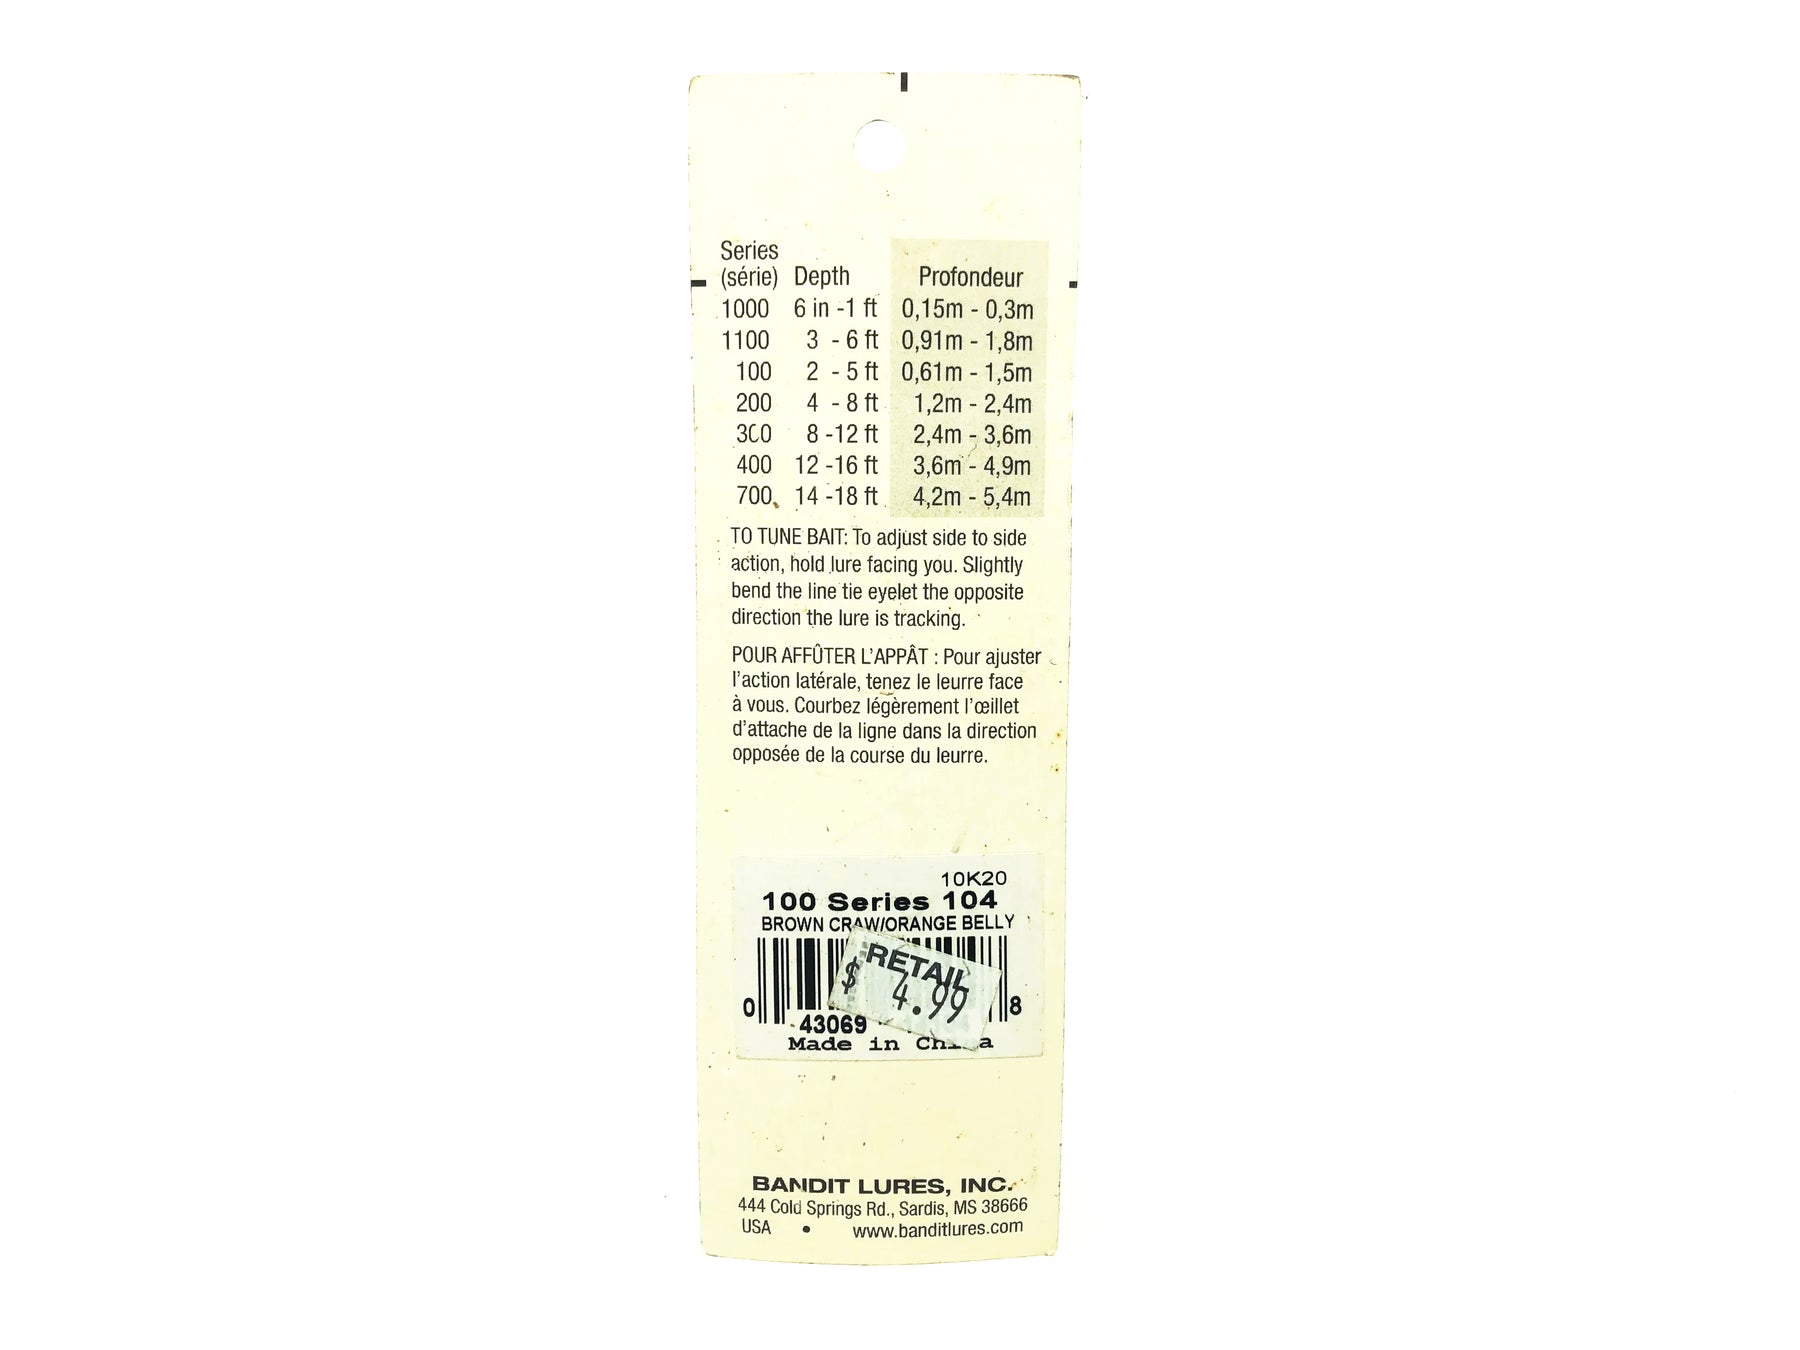 Series
(série) Depth Profondeur
1000 6 in -1 ft 0,15m - 0,3m
1100 3 - 6 ft 0,91m - 1,8m
100 2 - 5 ft 0,61m - 1,5m
200 4 - 8 ft 1,2m - 2,4m
300 8 -12 ft 2,4m - 3,6m
400 12 -16 ft 3,6m - 4,9m
700 14 -18 ft 4,2m - 5,4m
TO TUNE BAIT: To adjust side to side
action, hold lure facing you. Slightly
bend the line tie eyelet the opposite
direction the lure is tracking.
POUR AFFÛTER L'APPÂT : Pour ajuster
l'action latérale, tenez le leurre face
à vous. Courbez légèrement l'œillet
d'attache de la ligne dans la direction
opposée de la course du leurre.
10K20
100 Series 104
BROWN CRAW/ORANGE BELLY
RETAIL
$ 4.99
0 43069 8
Made in China
BANDIT LURES, INC.
444 Cold Springs Rd., Sardis, MS 38666
USA • www.banditlures.com